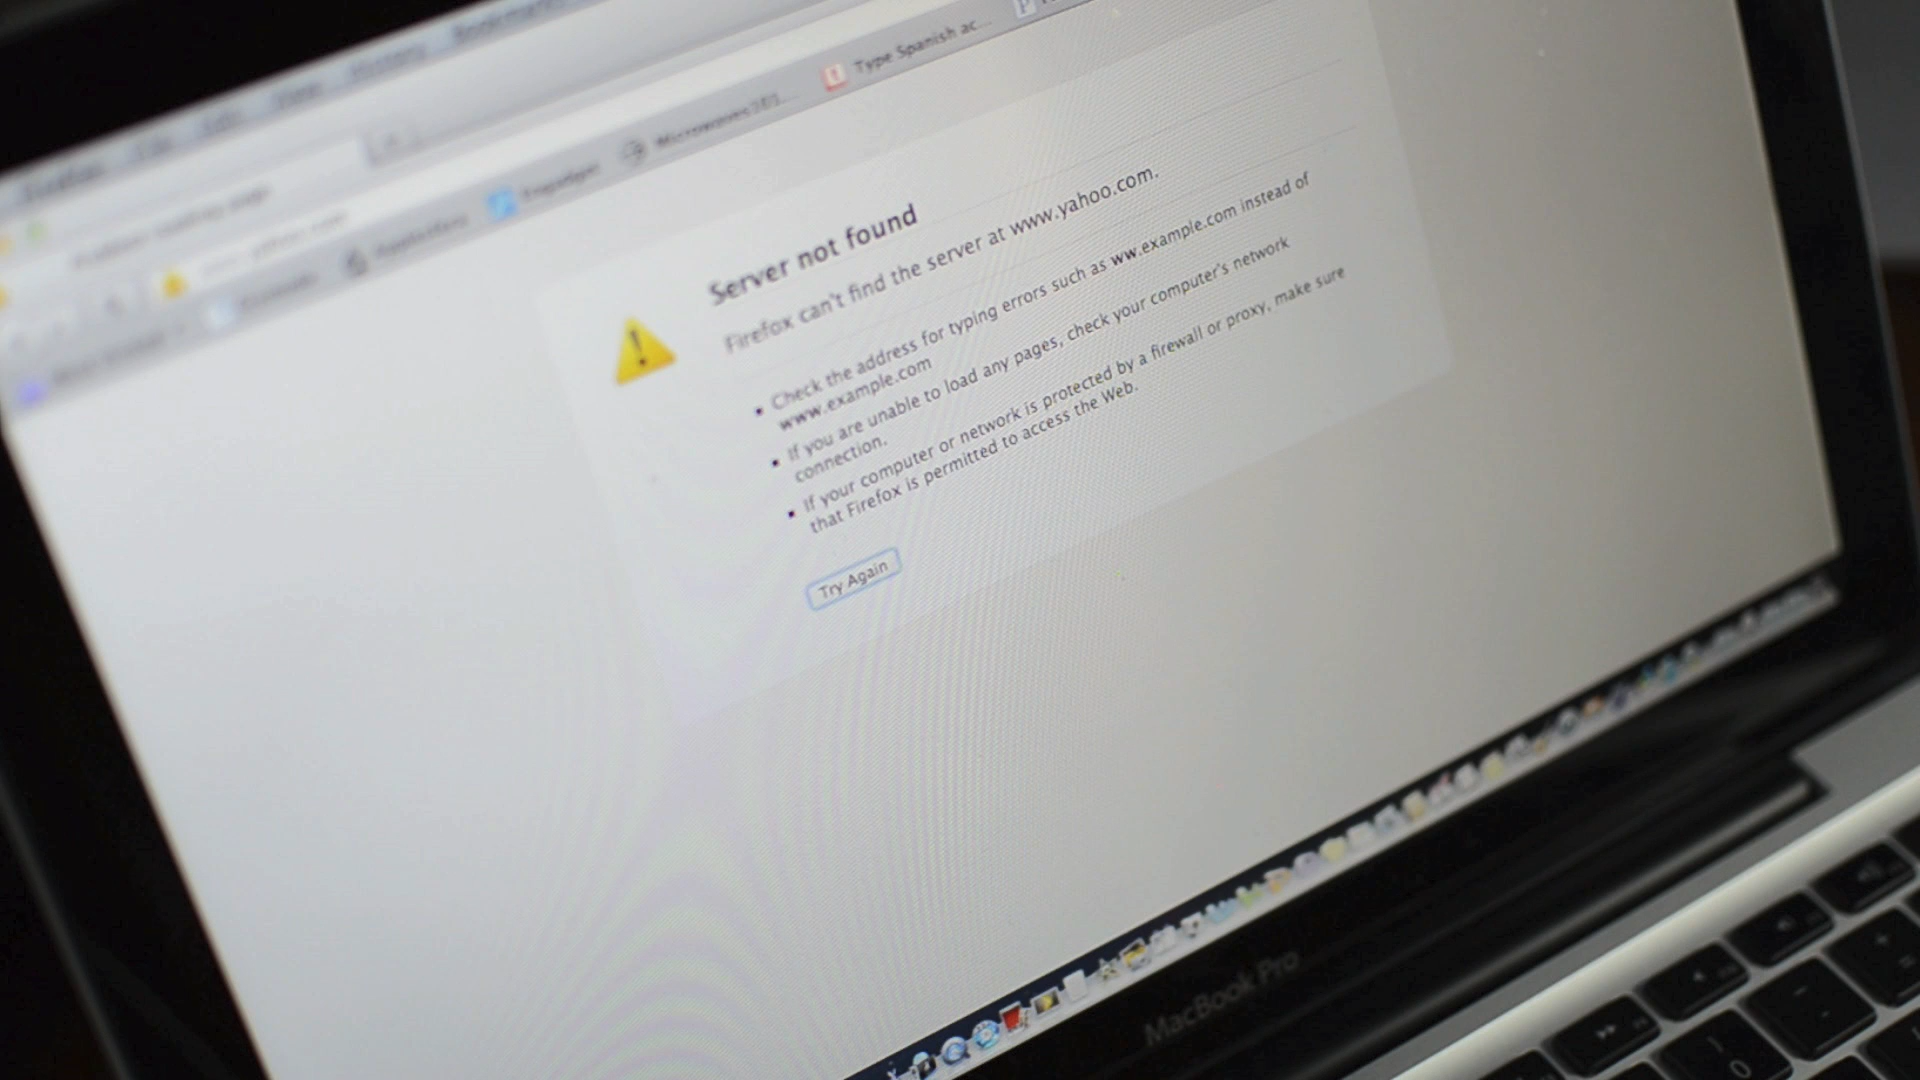 Type Spanish ac...
Server not found
Firefox can't find the server at www.yahoo.com.
Check the address for typing errors such as ww.example.com instead of
www.example.com
If you are unable to load any pages, check your computer's network
connection.
If your computer or network is protected by a firewall or proxy, make sure
that Firefox is permitted to access the Web.
Try Again
MacBook Pro